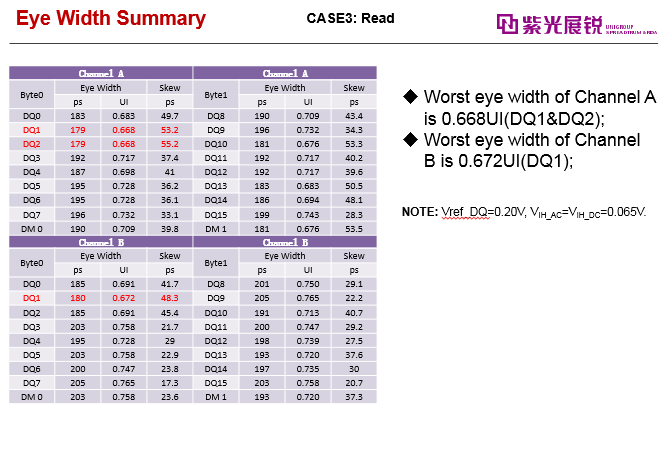 Eye Width Summary
CASE3: Read
紫光展锐
UNIGROUP
SPREADTRUM & RDA
Channel A Channel A
Byte0 Eye Width Skew Byte1 Eye Width Skew
ps UI ps ps UI ps
DQ0 183 0.683 49.7 DQ8 190 0.709 43.4
DQ1 179 0.668 53.2 DQ9 196 0.732 34.3
DQ2 179 0.668 55.2 DQ10 181 0.676 53.3
DQ3 192 0.717 37.4 DQ11 192 0.717 40.2
DQ4 187 0.698 41 DQ12 192 0.717 39.6
DQ5 195 0.728 36.2 DQ13 183 0.683 50.5
DQ6 195 0.728 36.1 DQ14 186 0.694 48.1
DQ7 196 0.732 33.1 DQ15 199 0.743 28.3
DM 0 190 0.709 39.8 DM 1 181 0.676 53.5
Channel B Channel B
Byte0 Eye Width Skew Byte1 Eye Width Skew
ps UI ps ps UI ps
DQ0 185 0.691 41.7 DQ8 201 0.750 29.1
DQ1 180 0.672 48.3 DQ9 205 0.765 22.2
DQ2 185 0.691 45.4 DQ10 191 0.713 40.7
DQ3 203 0.758 21.7 DQ11 200 0.747 29.2
DQ4 195 0.728 29 DQ12 198 0.739 27.5
DQ5 203 0.758 22.9 DQ13 193 0.720 37.6
DQ6 200 0.747 23.8 DQ14 197 0.735 30
DQ7 205 0.765 17.3 DQ15 203 0.758 20.7
DM 0 203 0.758 23.6 DM 1 193 0.720 37.3
◆ Worst eye width of Channel A
is 0.668UI(DQ1&DQ2);
◆ Worst eye width of Channel
B is 0.672UI(DQ1);
NOTE: Vref_DQ=0.20V, VIH_AC=VIH_DC=0.065V.